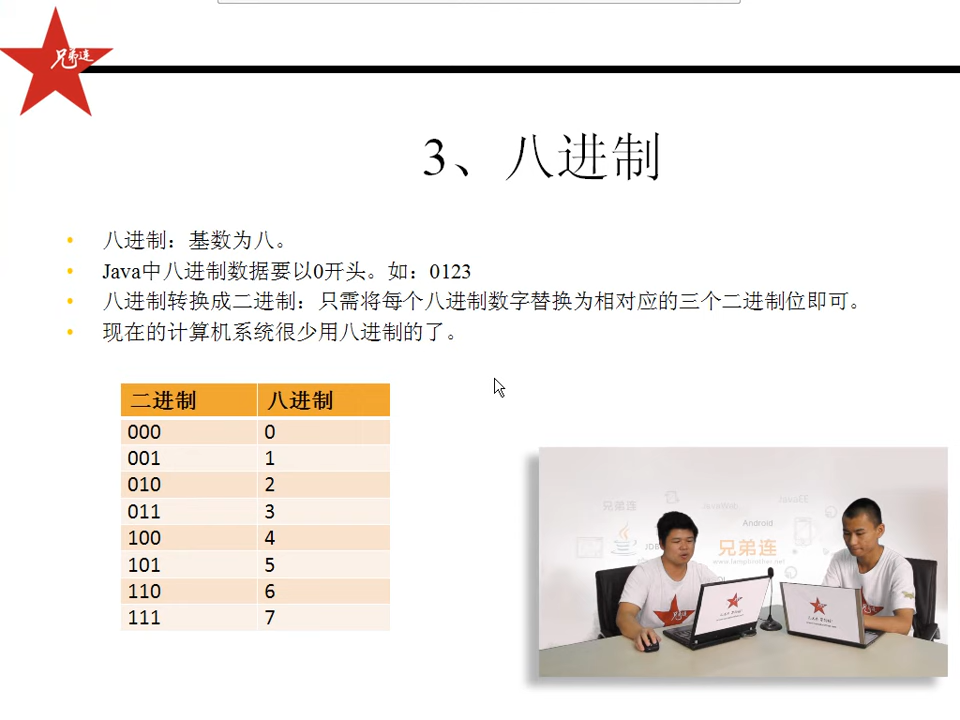 兄弟连
3、八进制
八进制：基数为八。
Java中八进制数据要以0开头。如：0123
八进制转换成二进制：只需将每个八进制数字替换为相对应的三个二进制位即可。
现在的计算机系统很少用八进制的了。
二进制 八进制
000 0
001 1
010 2
011 3
100 4
101 5
110 6
111 7
兄弟连
JavaEE
Android
兄弟连
www.lampbrother.net